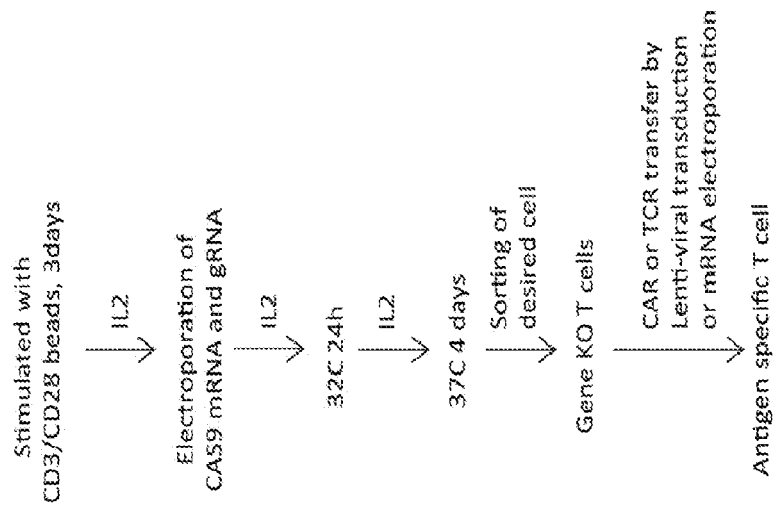 Stimulated with
CD3/CD28 beads, 3days
IL2
Electroporation of
CAS9 mRNA and gRNA
IL2
32C 24h
IL2
37C 4 days
Sorting of
desired cell
Gene KO T cells
CAR or TCR transfer by
Lenti-viral transduction
or mRNA electroporation
Antigen specific T cell